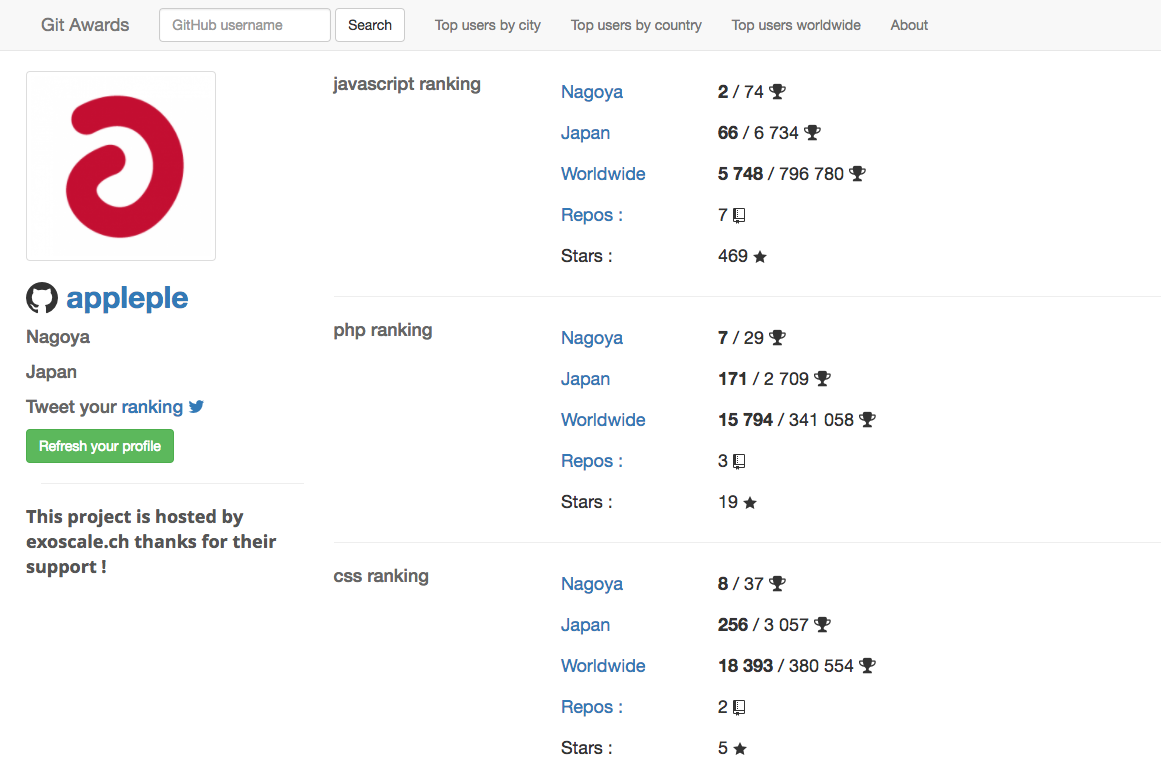 Git Awards GitHub username Search Top users by city Top users by country Top users worldwide About
appleple
Nagoya
Japan
Tweet your ranking
Refresh your profile
This project is hosted by
exoscale.ch thanks for their
support !
javascript ranking
Nagoya 2 / 74
Japan 66 / 6 734
Worldwide 5 748 / 796 780
Repos : 7
Stars : 469
php ranking
Nagoya 7 / 29
Japan 171 / 2 709
Worldwide 15 794 / 341 058
Repos : 3
Stars : 19
css ranking
Nagoya 8 / 37
Japan 256 / 3 057
Worldwide 18 393 / 380 554
Repos : 2
Stars : 5